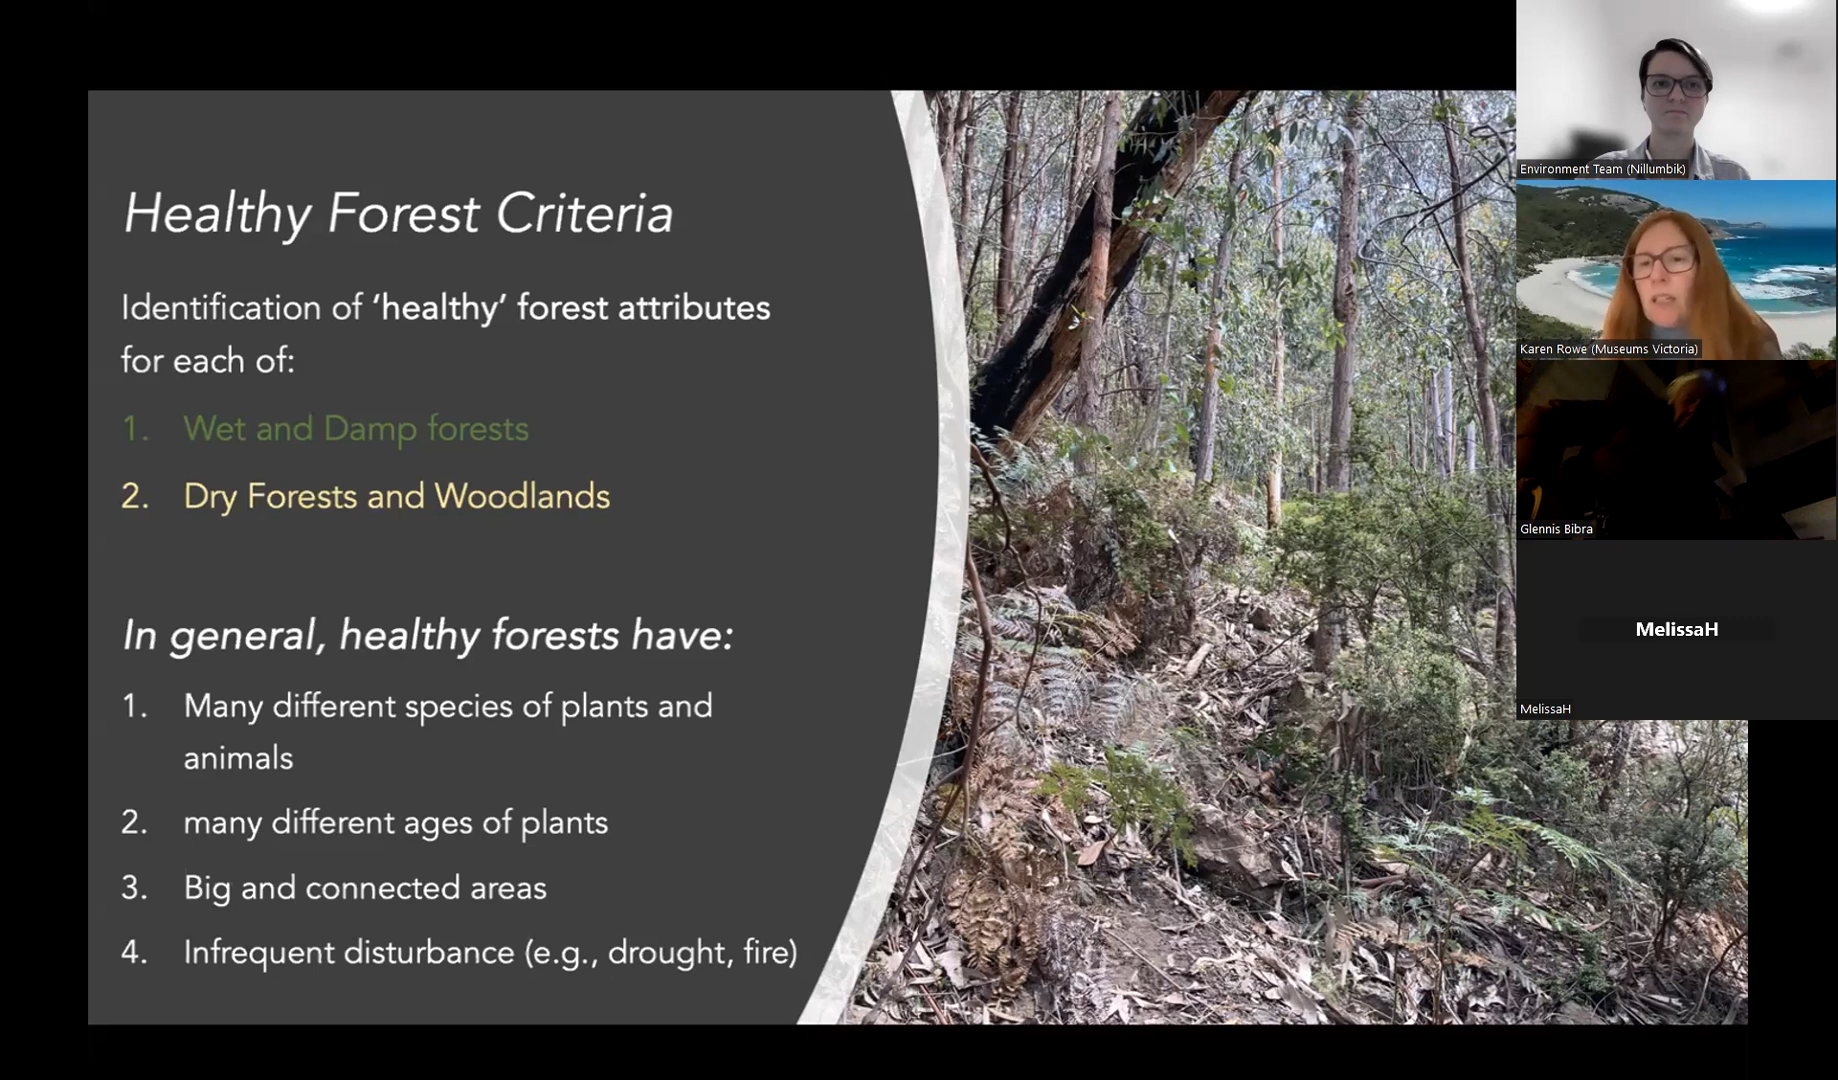 Healthy Forest Criteria
Identification of ‘healthy’ forest attributes
for each of:
1. Wet and Damp forests
2. Dry Forests and Woodlands
In general, healthy forests have:
1. Many different species of plants and
animals
2. many different ages of plants
3. Big and connected areas
4. Infrequent disturbance (e.g., drought, fire)
Environment Team (Nillumbik)
Karen Rowe (Museums Victoria)
Glennis Bibra
MelissaH
MelissaH